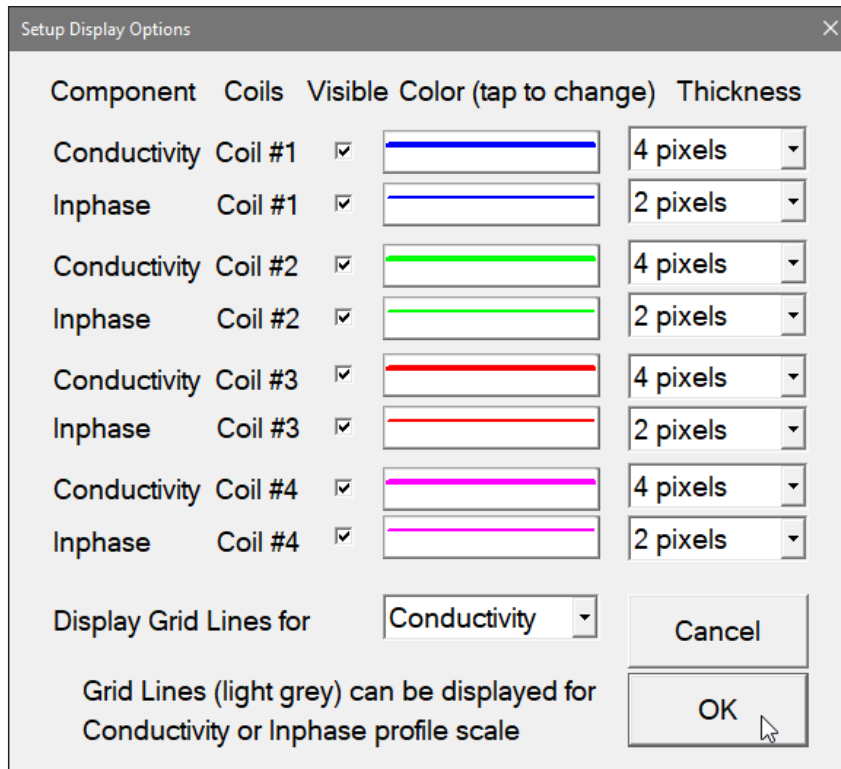 Setup Display Options
Component Coils Visible Color (tap to change) Thickness
Conductivity Coil #1 4 pixels
Inphase Coil #1 2 pixels
Conductivity Coil #2 4 pixels
Inphase Coil #2 2 pixels
Conductivity Coil #3 4 pixels
Inphase Coil #3 2 pixels
Conductivity Coil #4 4 pixels
Inphase Coil #4 2 pixels
Display Grid Lines for Conductivity Cancel
Grid Lines (light grey) can be displayed for
Conductivity or Inphase profile scale
OK